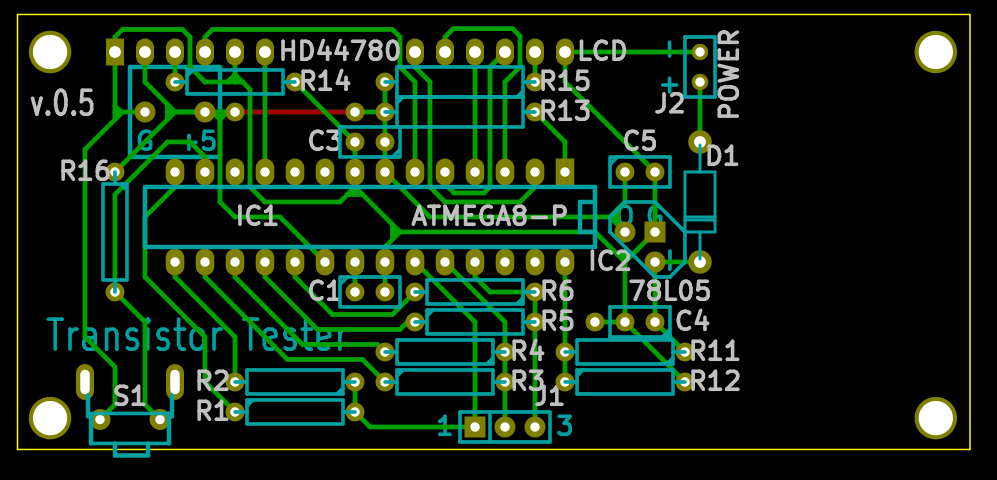 HD44780 LCD
POWER
+
R14 R15
+
v.0.5 J2
R13
G +5 C3 C5
D1
R16
IC1 ATMEGA8-P O G
IC2 +
C1 R6 78L05
R5 C4
Transistor Tester
R4 R11
R2 R3 R12
S1 J1
R1
1 3